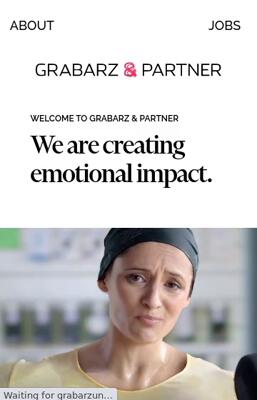 ABOUT JOBS
GRABARZ & PARTNER
WELCOME TO GRABARZ & PARTNER
We are creating
emotional impact.
Waiting for grabarzun...